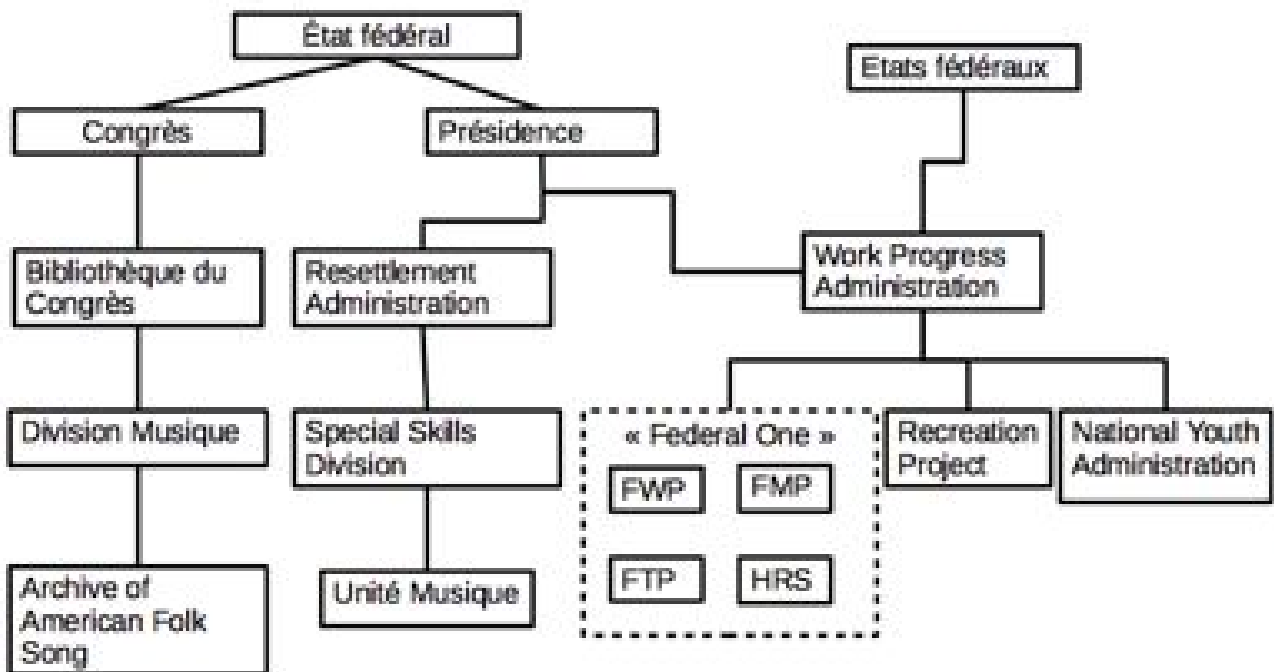 État fédéral
Etats fédéraux
Congrès
Présidence
Bibliothèque du
Congrès
Resettlement
Administration
Work Progress
Administration
Division Musique
Special Skills
Division
« Federal One »
FWP
FMP
FTP
HRS
Recreation
Project
National Youth
Administration
Archive of
American Folk
Song
Unité Musique